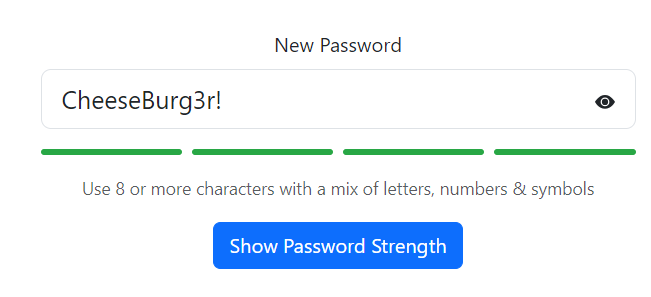 New Password
CheeseBurg3r!
Use 8 or more characters with a mix of letters, numbers & symbols
Show Password Strength